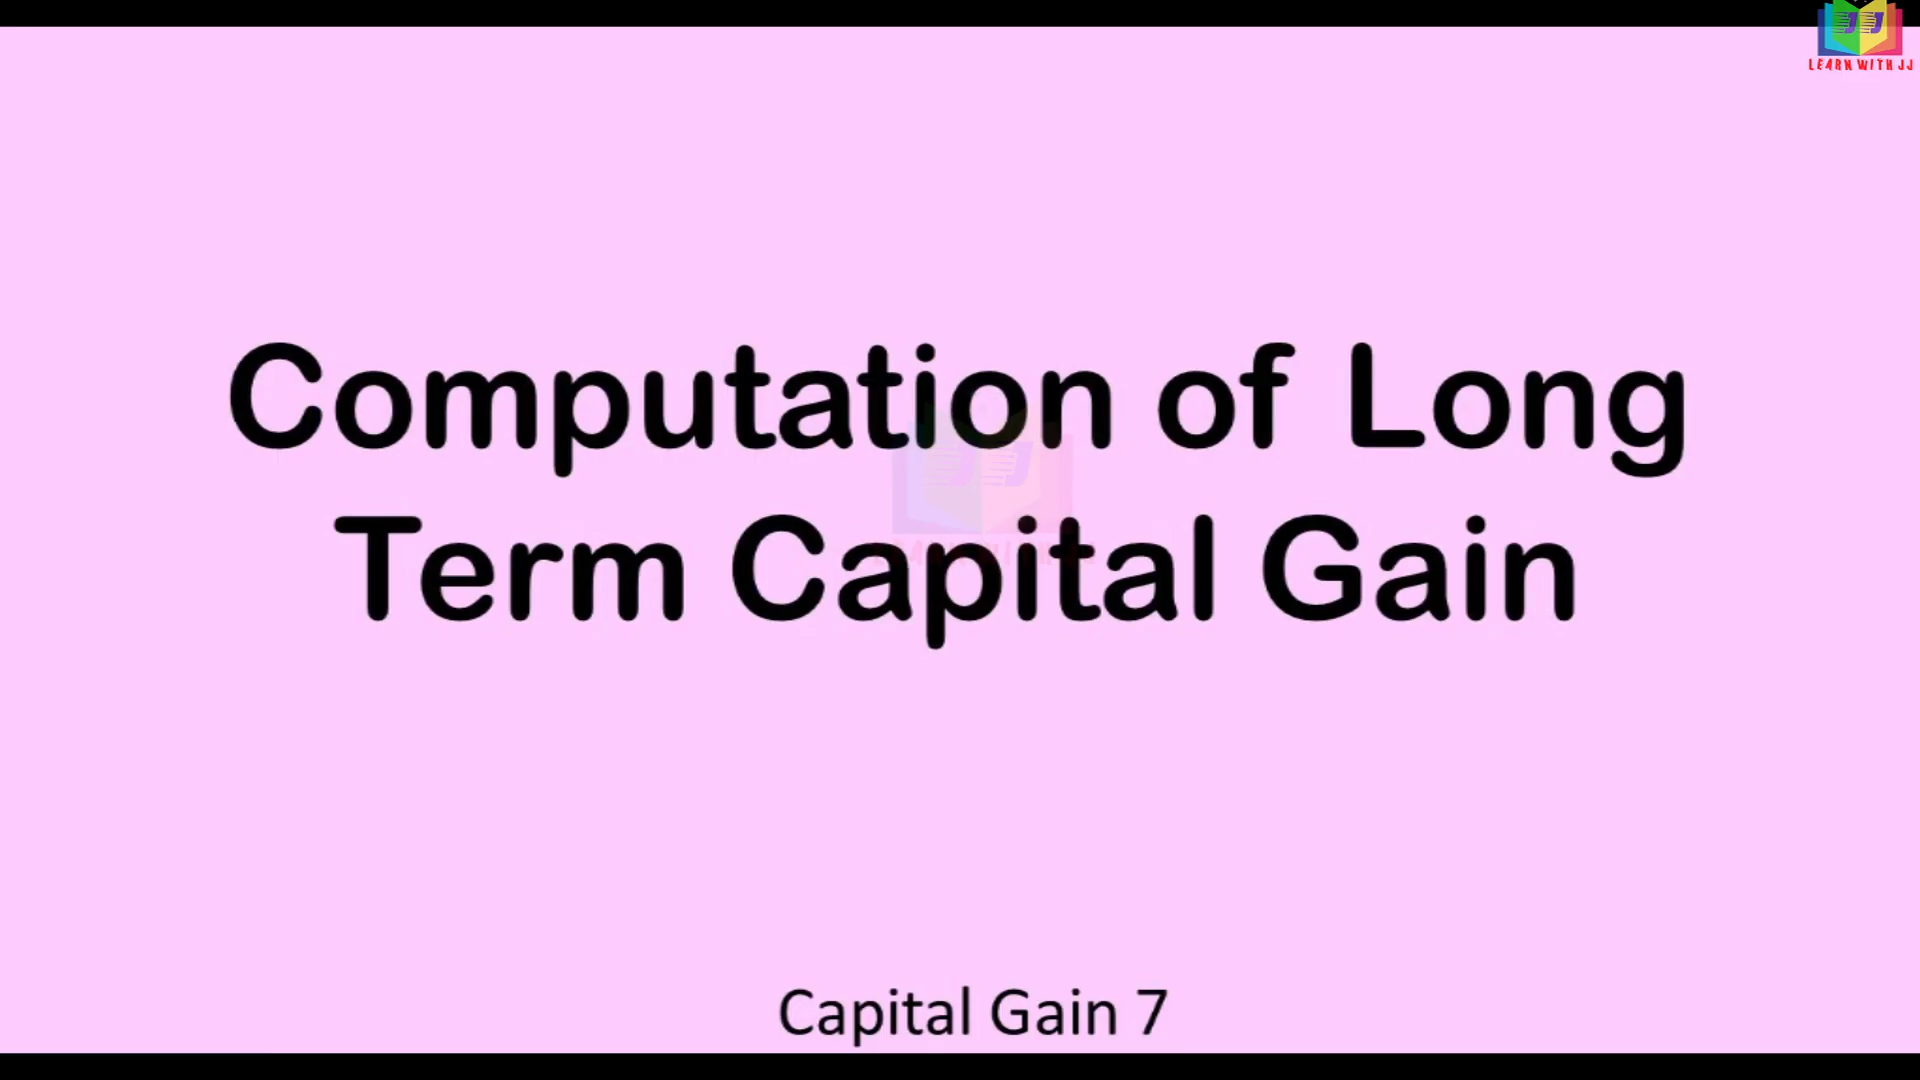 LEARN WITH JJ
Computation of Long
Term Capital Gain
Capital Gain 7